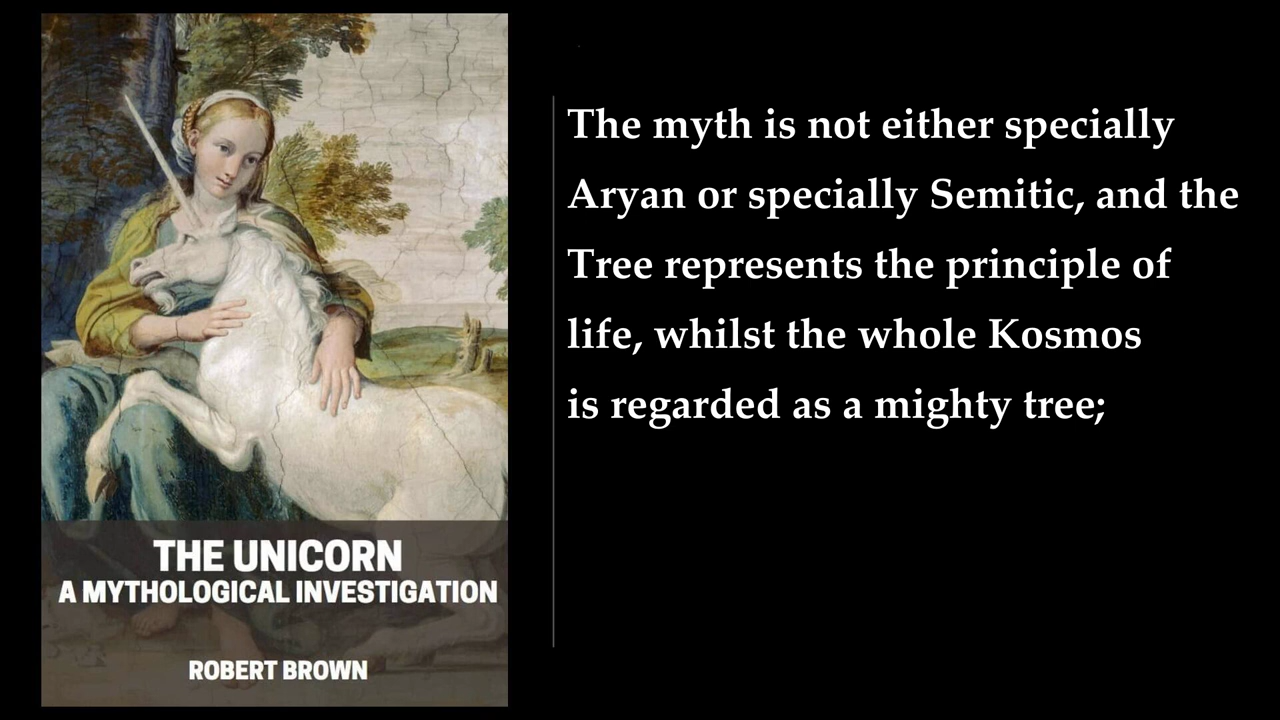 THE UNICORN
A MYTHOLOGICAL INVESTIGATION
ROBERT BROWN
The myth is not either specially
Aryan or specially Semitic, and the
Tree represents the principle of
life, whilst the whole Kosmos
is regarded as a mighty tree;